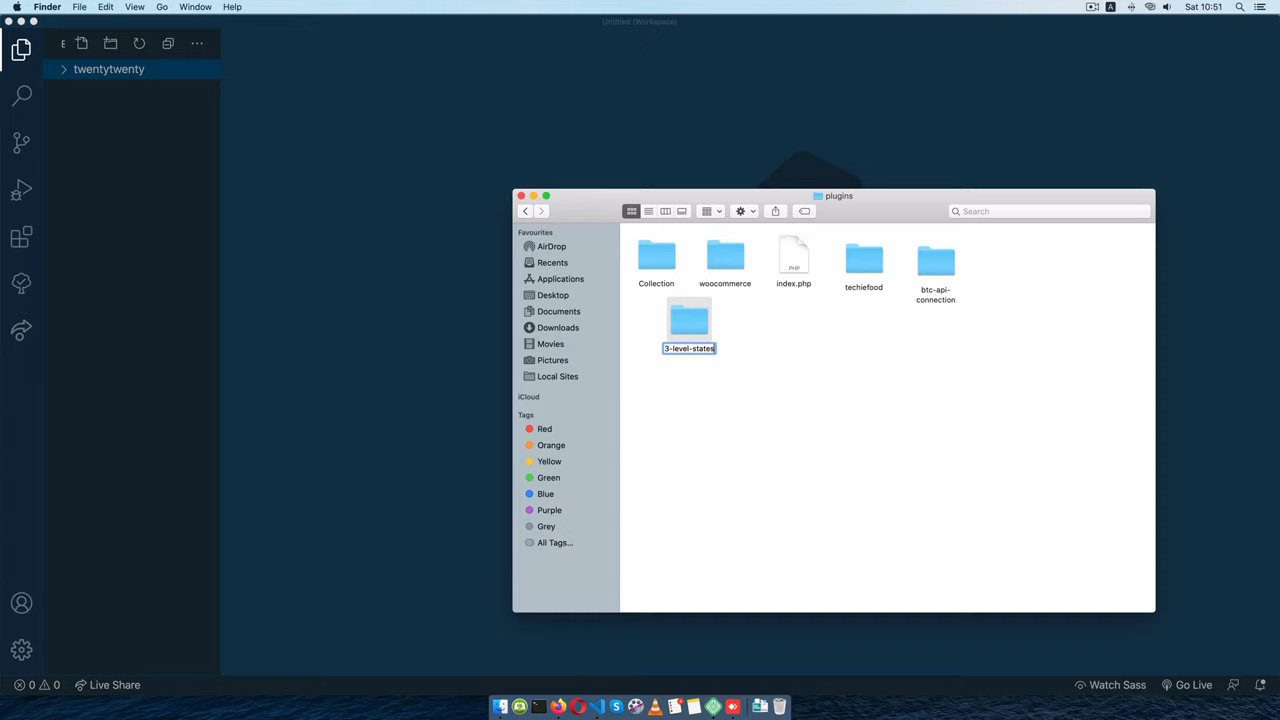 Finder File Edit View Go Window Help
A
Sat 10:51
Untitled (Workspace)
E
twentytwenty
plugins
Search
Favourites
AirDrop
Recents
Applications
Desktop
Documents
Downloads
Movies
Pictures
Local Sites
iCloud
Tags
Red
Orange
Yellow
Green
Blue
Purple
Grey
All Tags...
Collection
woocommerce
PHP
index.php
techiefood
btc-api-
connection
3-level-states
0 0 Live Share
Watch Sass Go Live